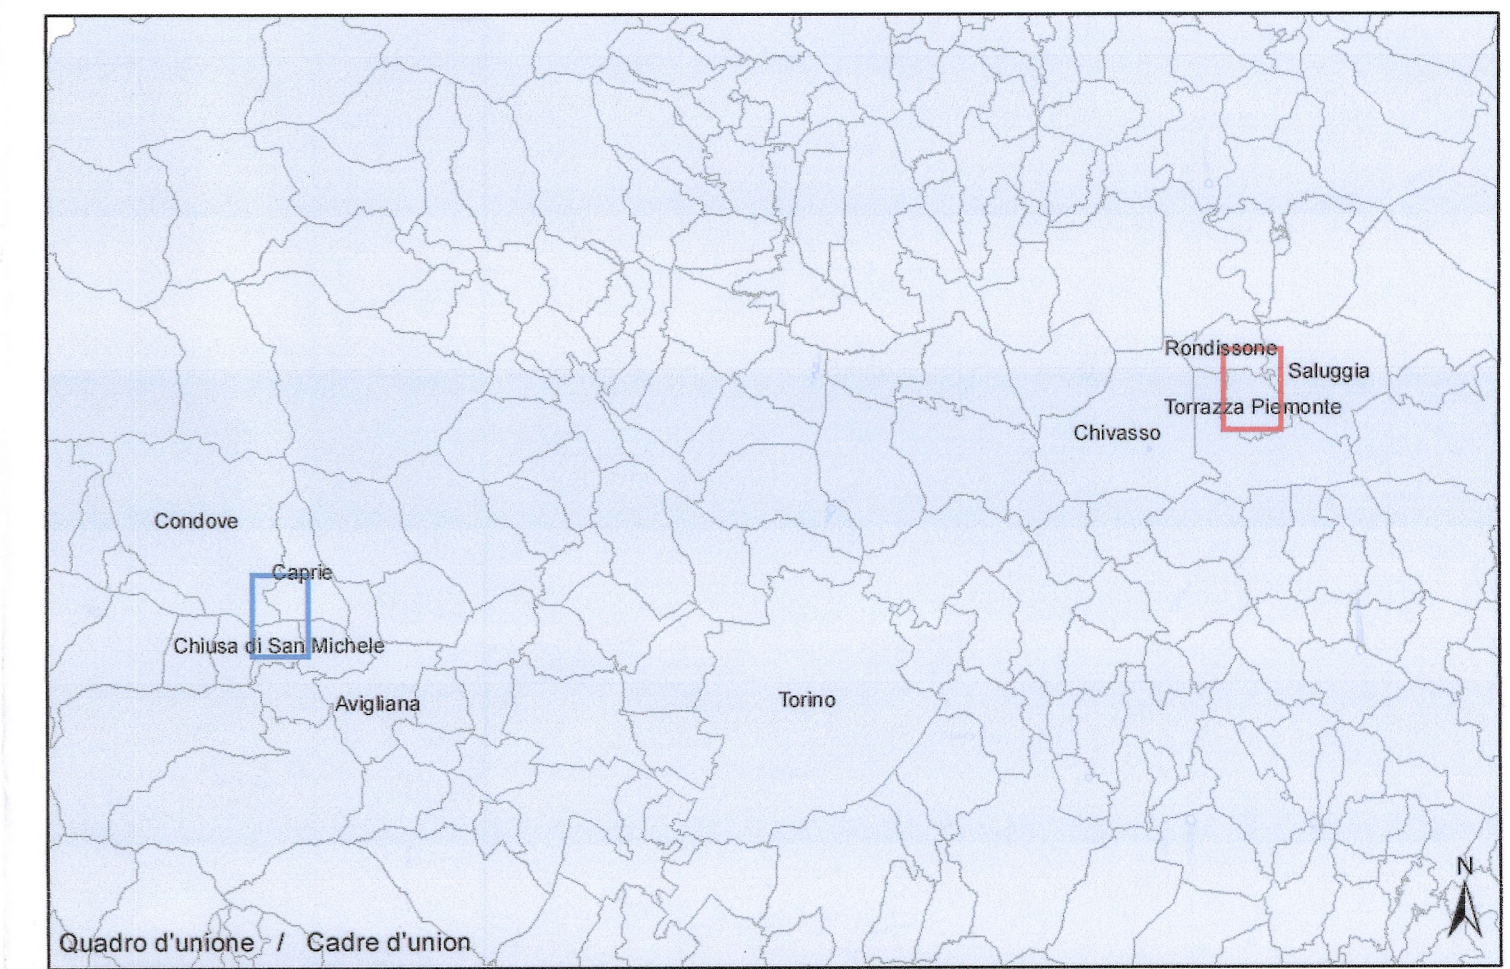 Rondissone
Saluggia
Torrazza Piemonte
Chivasso
Condove
Caprie
Chiusa di San Michele
Avigliana
Torino
N
Quadro d'unione / Cadre d'union